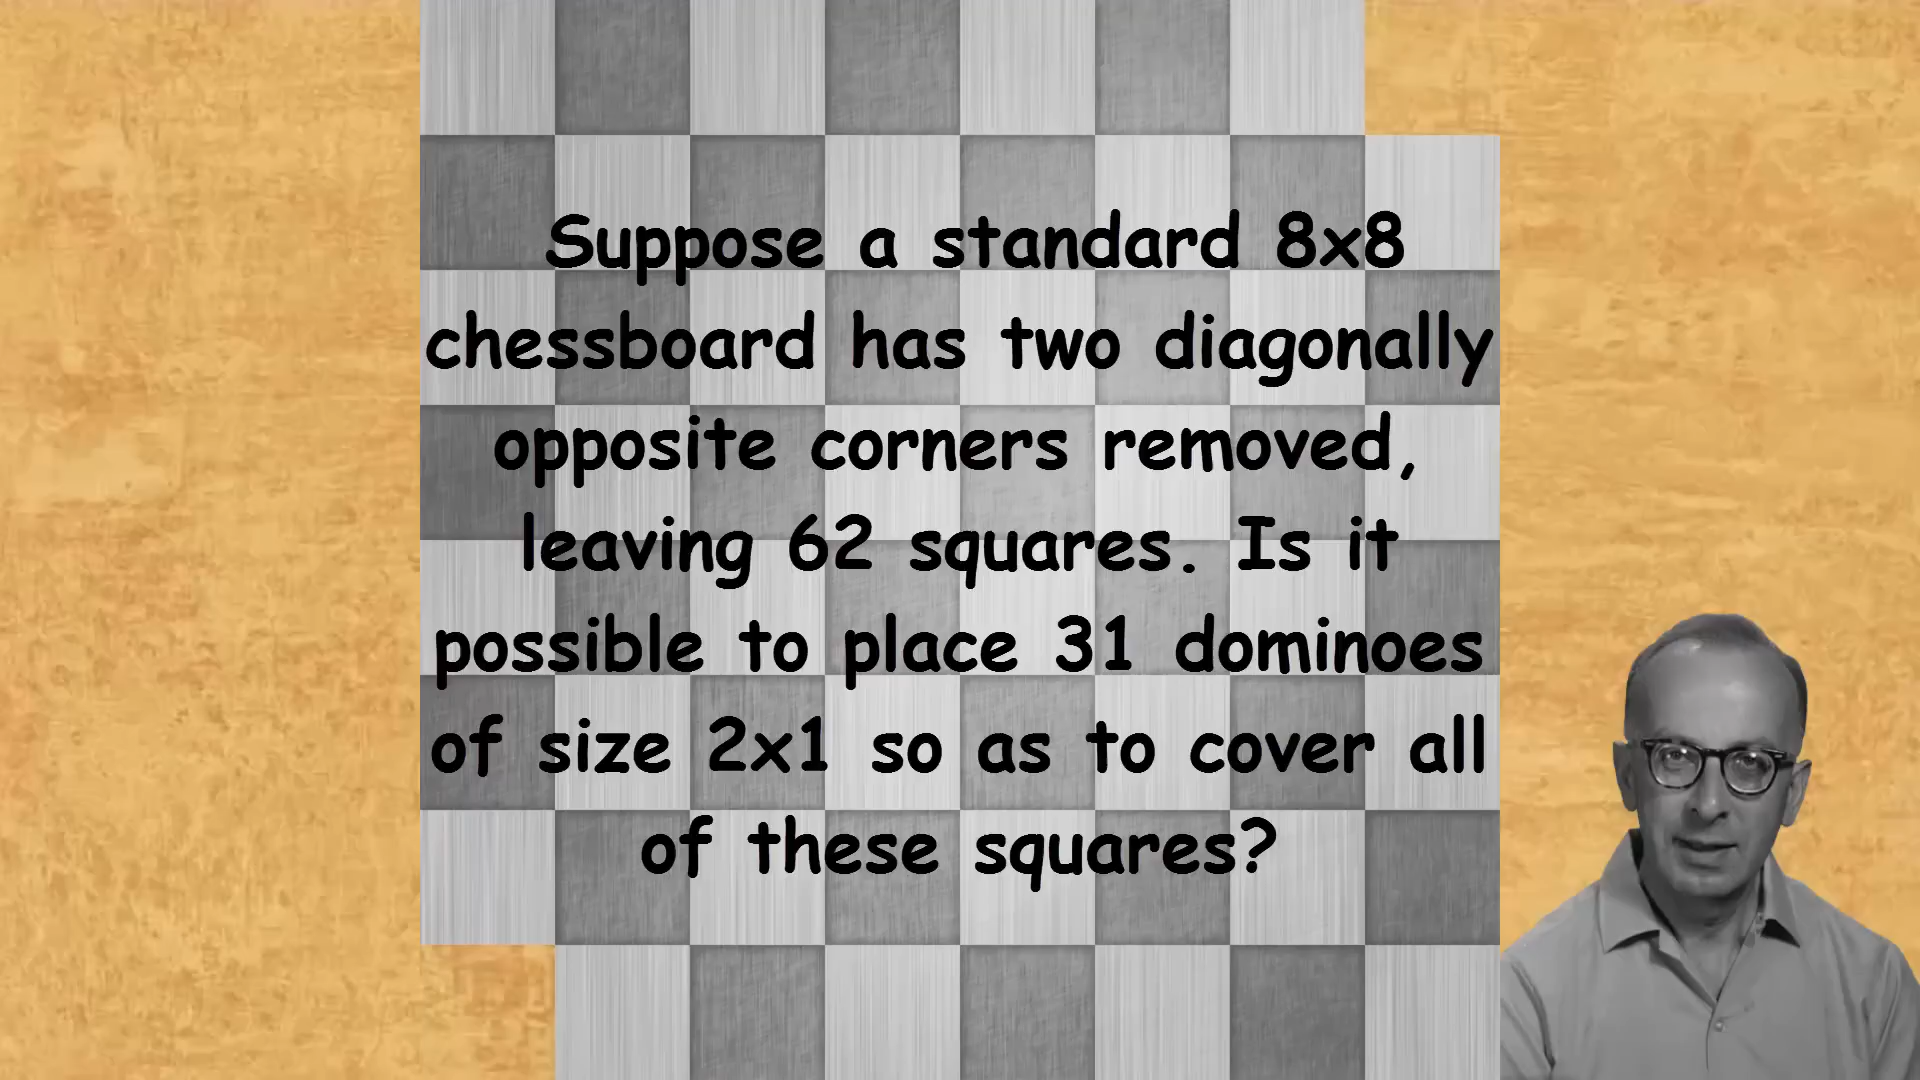 Suppose a standard 8x8
chessboard has two diagonally
opposite corners removed,
leaving 62 squares. Is it
possible to place 31 dominoes
of size 2x1 so as to cover all
of these squares?